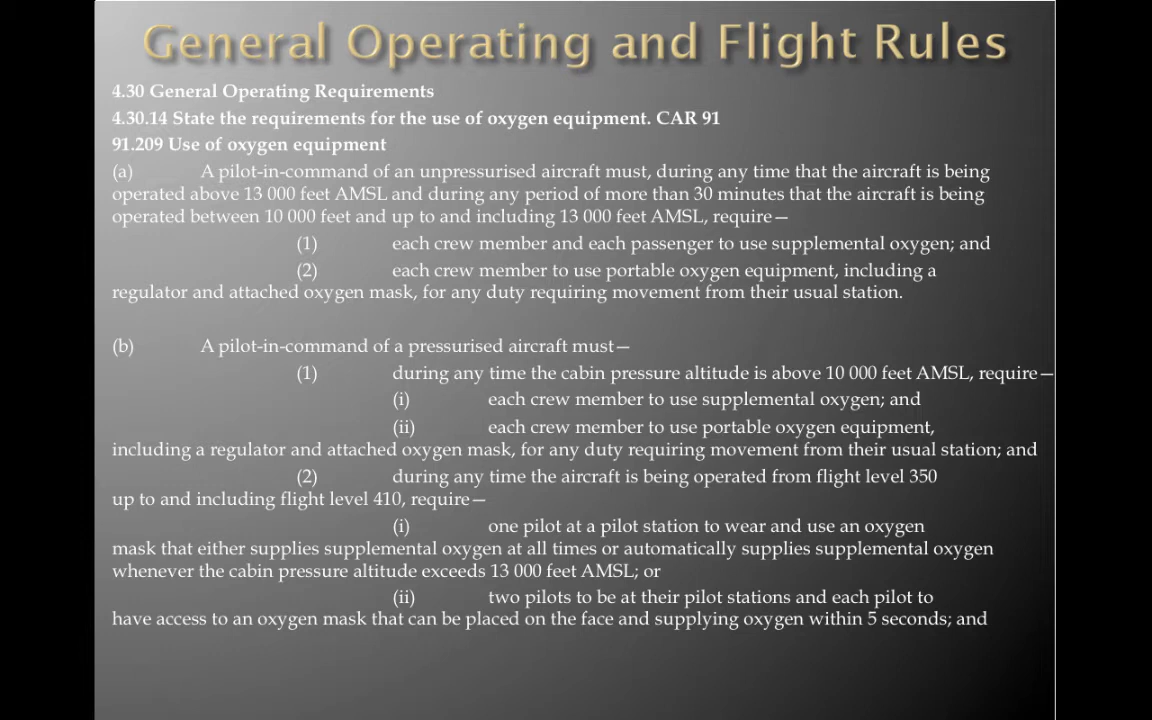 General Operating and Flight Rules
4.30 General Operating Requirements
4.30.14 State the requirements for the use of oxygen equipment. CAR 91
91.209 Use of oxygen equipment
(a) A pilot-in-command of an unpressurised aircraft must, during any time that the aircraft is being
operated above 13 000 feet AMSL and during any period of more than 30 minutes that the aircraft is being
operated between 10 000 feet and up to and including 13 000 feet AMSL, require—
(1) each crew member and each passenger to use supplemental oxygen; and
(2) each crew member to use portable oxygen equipment, including a
regulator and attached oxygen mask, for any duty requiring movement from their usual station.
(b) A pilot-in-command of a pressurised aircraft must—
(1) during any time the cabin pressure altitude is above 10 000 feet AMSL, require—
(i) each crew member to use supplemental oxygen; and
(ii) each crew member to use portable oxygen equipment,
including a regulator and attached oxygen mask, for any duty requiring movement from their usual station; and
(2) during any time the aircraft is being operated from flight level 350
up to and including flight level 410, require—
(i) one pilot at a pilot station to wear and use an oxygen
mask that either supplies supplemental oxygen at all times or automatically supplies supplemental oxygen
whenever the cabin pressure altitude exceeds 13 000 feet AMSL; or
(ii) two pilots to be at their pilot stations and each pilot to
have access to an oxygen mask that can be placed on the face and supplying oxygen within 5 seconds; and